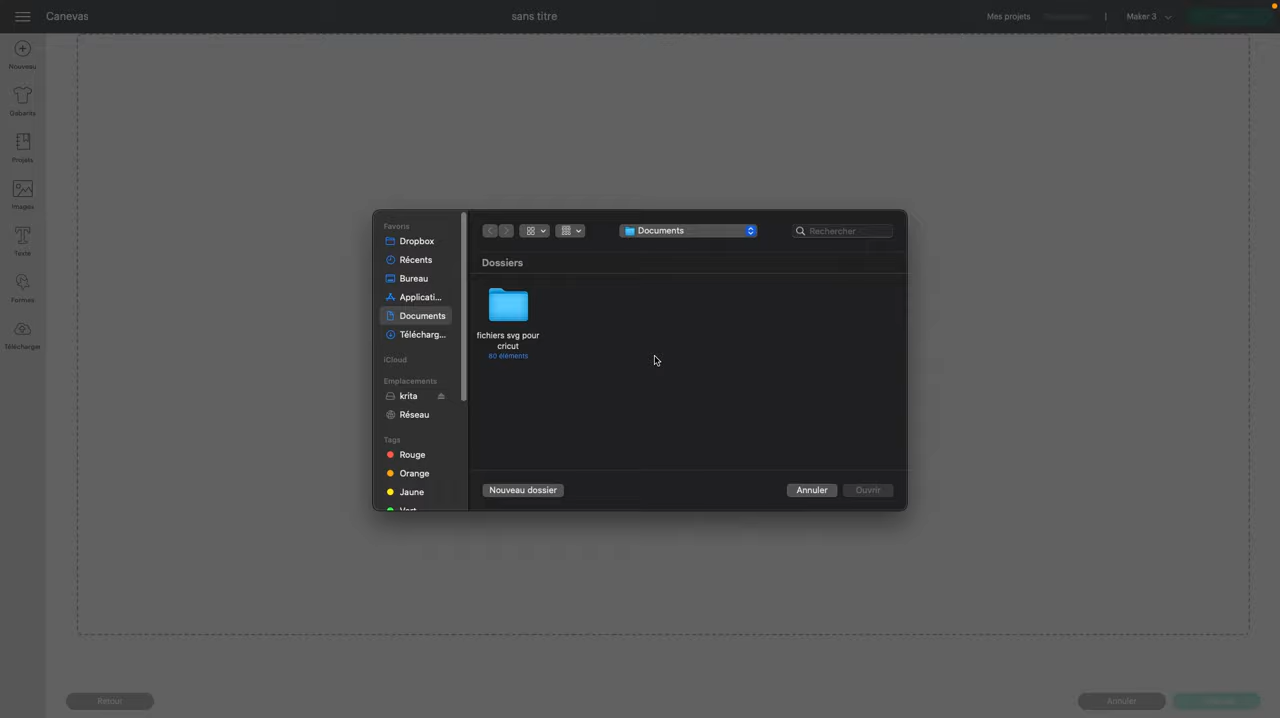 Canevas
sans titre
Mes projets
|
Maker 3
Nouveau
Gabarits
Projets
Images
Texte
Formes
Télécharger
Favoris
Dropbox
Récents
Bureau
Applicati...
Documents
Télécharg...
iCloud
Emplacements
krita
Réseau
Tags
Rouge
Orange
Jaune
Vert
Documents
Rechercher
Dossiers
fichiers svg pour
cricut
80 éléments
Nouveau dossier
Annuler
Ouvrir
Retour
Annuler